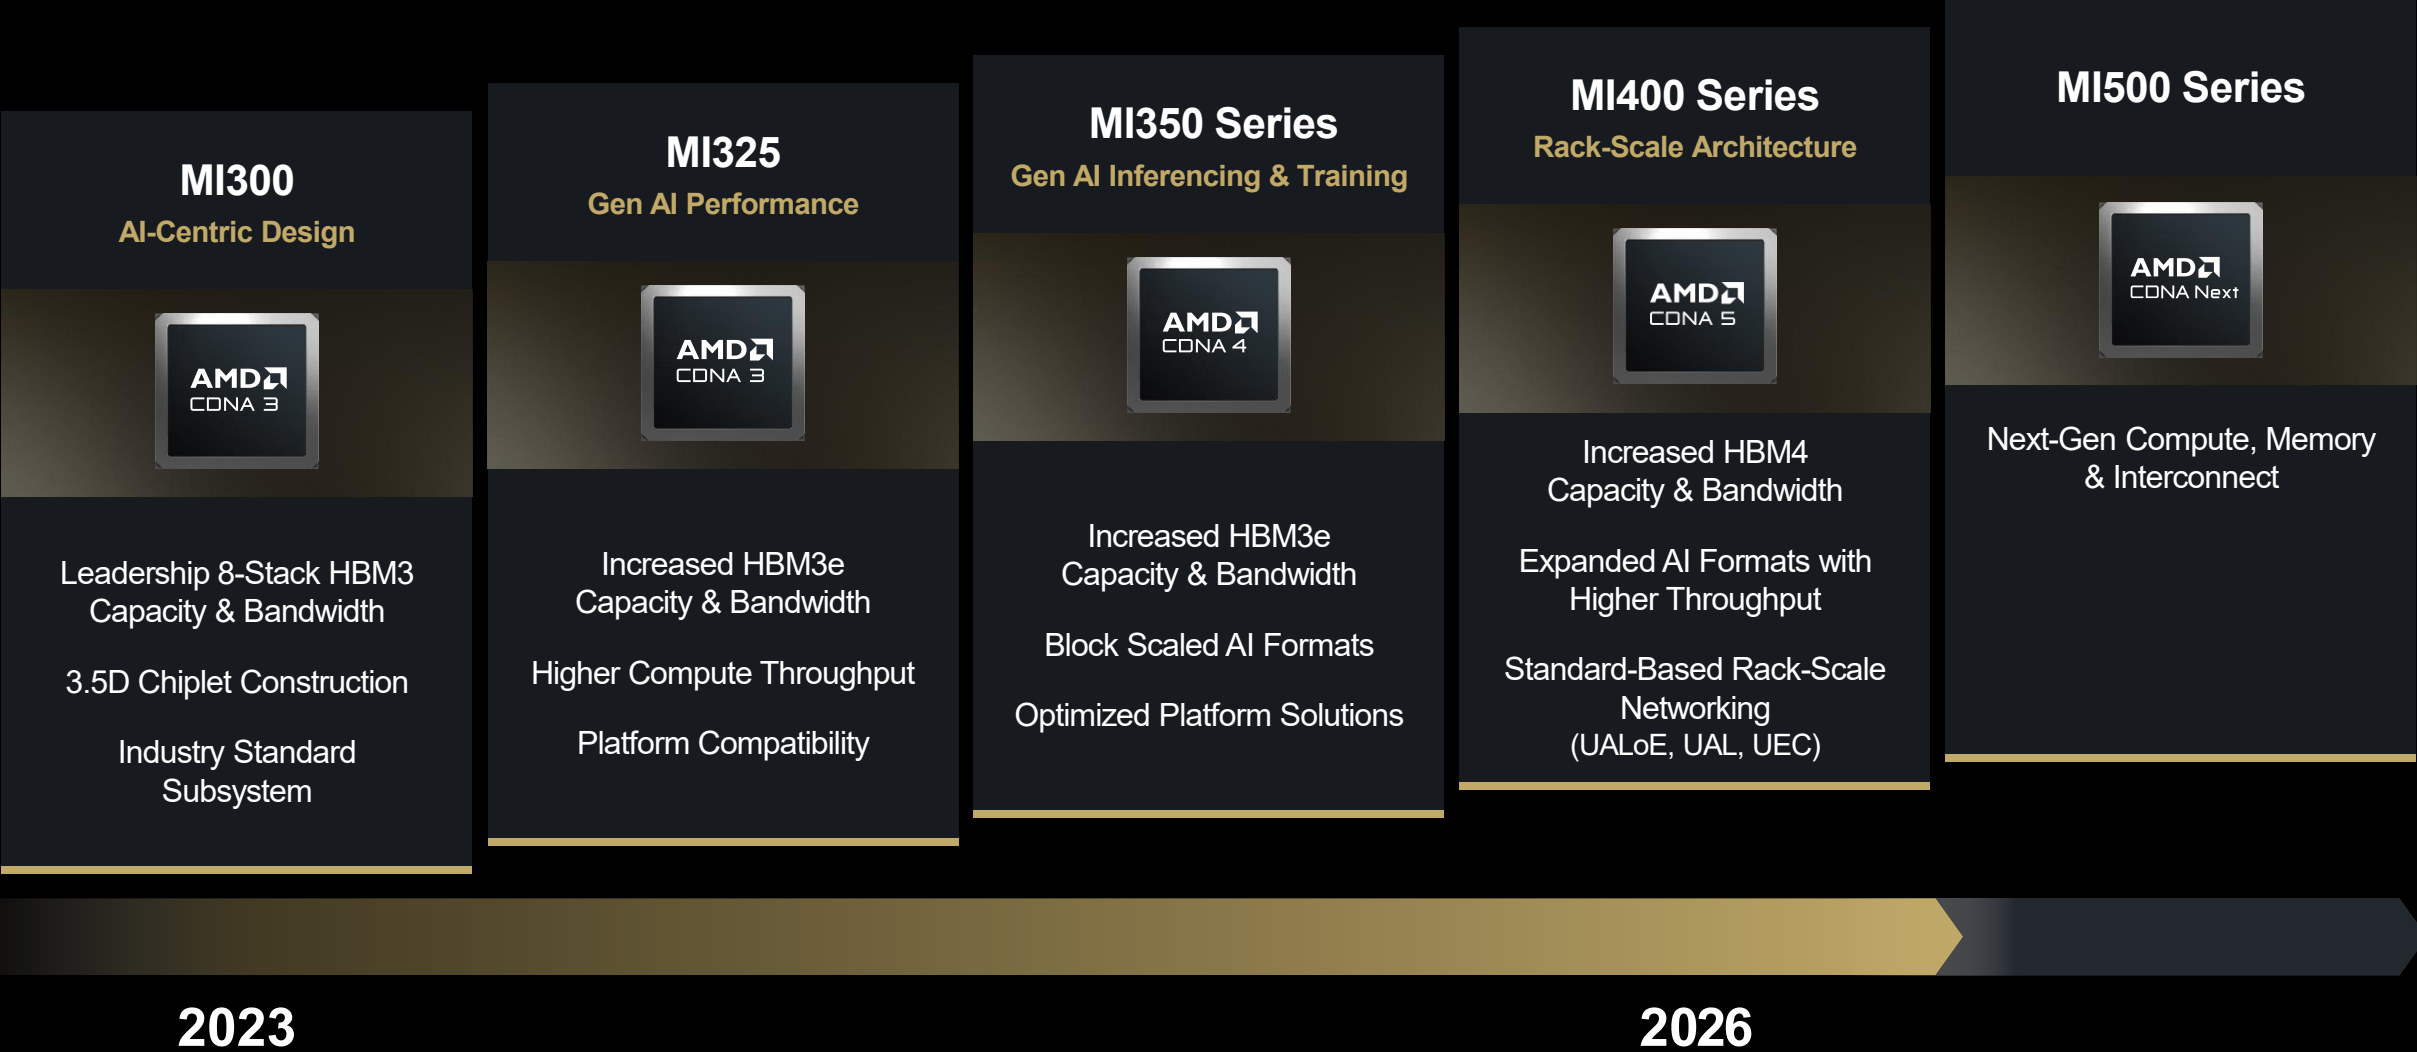 MI300
AI-Centric Design
AMD
CDNA 3
Leadership 8-Stack HBM3
Capacity & Bandwidth
3.5D Chiplet Construction
Industry Standard
Subsystem
MI325
Gen AI Performance
AMD
CDNA 3
Increased HBM3e
Capacity & Bandwidth
Higher Compute Throughput
Platform Compatibility
MI350 Series
Gen AI Inferencing & Training
AMD
CDNA 4
Increased HBM3e
Capacity & Bandwidth
Block Scaled AI Formats
Optimized Platform Solutions
MI400 Series
Rack-Scale Architecture
AMD
CDNA 5
Increased HBM4
Capacity & Bandwidth
Expanded AI Formats with
Higher Throughput
Standard-Based Rack-Scale
Networking
(UALoE, UAL, UEC)
MI500 Series
AMD
CDNA Next
Next-Gen Compute, Memory
& Interconnect
2023
2026